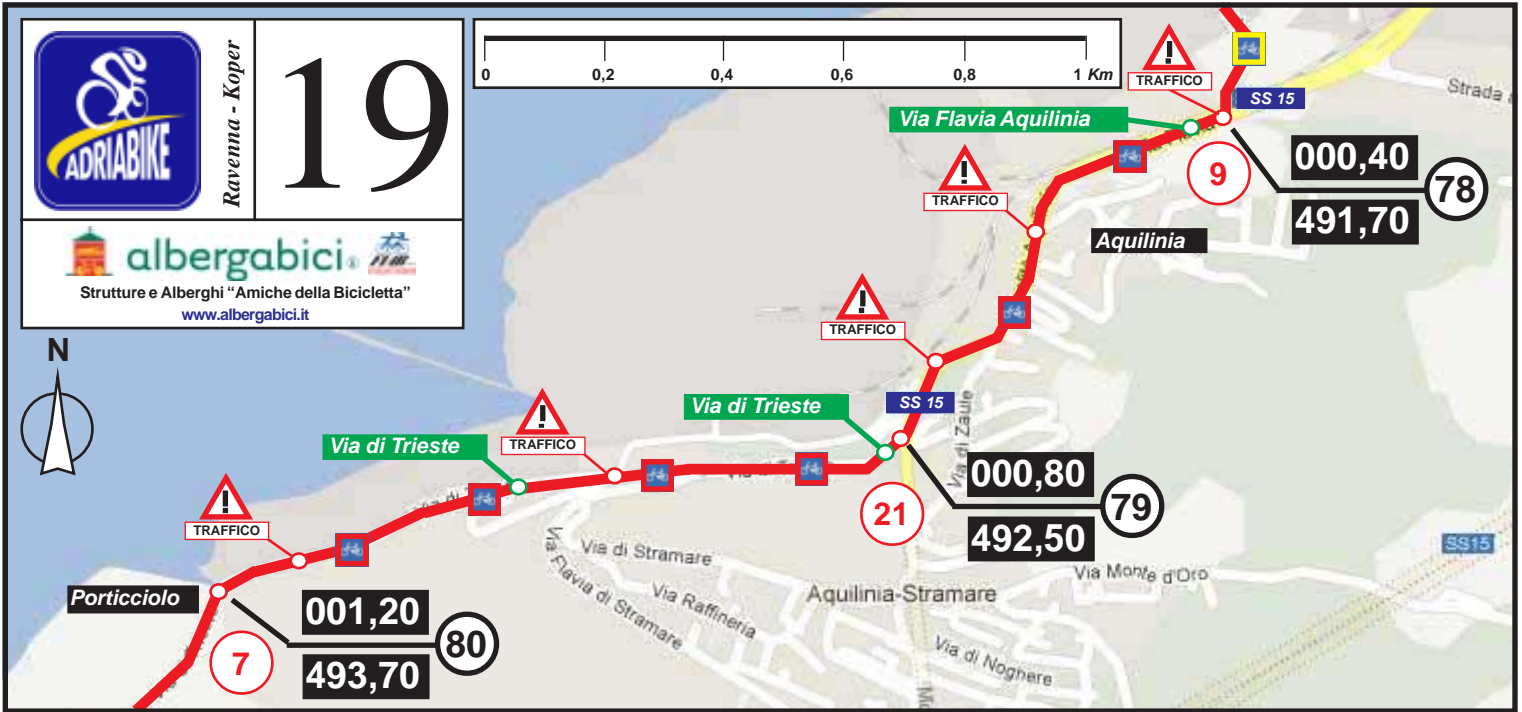 ADRIABIKE
Ravenna - Koper
19
albergabici®
Strutture e Alberghi “Amiche della Bicicletta”
www.albergabici.it
N
0 0,2 0,4 0,6 0,8 1 Km
TRAFFICO
SS 15
Strada
Via Flavia Aquilinia
9
000,40
491,70
78
TRAFFICO
Aquilinia
TRAFFICO
SS 15
Via di Zaule
Via di Trieste
21
000,80
492,50
79
TRAFFICO
Via di Trieste
Via di
TRAFFICO
Porticciolo
7
001,20
493,70
80
Via di Stramare
Via Flavia di Stramare
Via Raffineria
Aquilinia-Stramare
Via Monte d'Oro
Via di Noghere
SS15